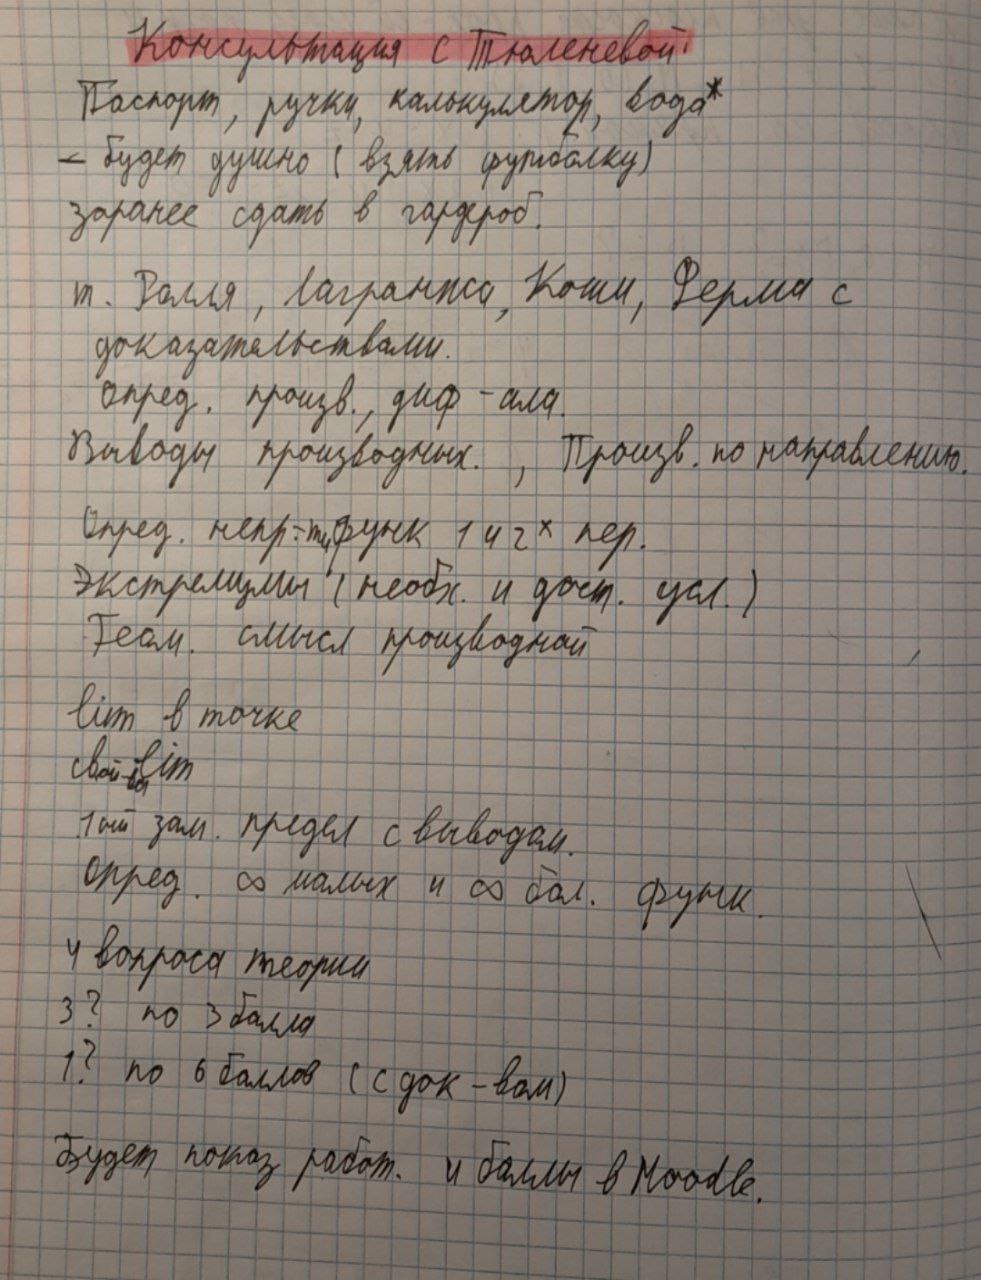 Консультация с Тюленевой.
Паспорт, ручки, калькулятор, вода*
– будет душно (взять футболку)
заранее сдать в гардероб.
т. Ролля, Лагранжа, Коши, Ферма с
доказательствами.
Опред. произв., диф-ала.
Выводы производных. , Произв. по направлению.
Опред. непр-ти функ 1 и 2х пер.
Экстремумы (необх. и дост. усл.)
Геом. смысл производной
lim в точке
свой-ва lim
1ый зам. предел с выводом.
Опред. ∞ малых и ∞ бол. функ.
4 вопроса теории
3? по 3 балла
1? по 6 баллов (с док-вом)
Будет показ работ. и баллы в Moodle.